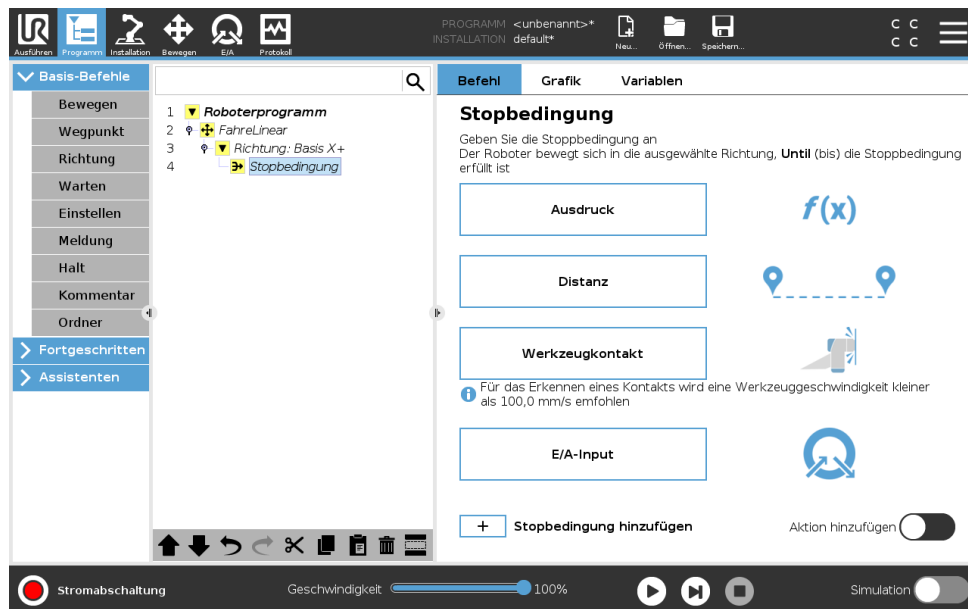 PROGRAMM <unbenannt>*
INSTALLATION default*
Ausführen Programm Installation Bewegen E/A Protokoll
Neu... Öffnen... Speichern...
C C
C C
Basis-Befehle
Bewegen
Wegpunkt
Richtung
Warten
Einstellen
Meldung
Halt
Kommentar
Ordner
Fortgeschritten
Assistenten
1 Roboterprogramm
2 FahreLinear
3 Richtung: Basis X+
4 Stopbedingung
Befehl Grafik Variablen
Stopbedingung
Geben Sie die Stoppbedingung an
Der Roboter bewegt sich in die ausgewählte Richtung, Until (bis) die Stoppbedingung
erfüllt ist
Ausdruck f(x)
Distanz
Werkzeugkontakt
Für das Erkennen eines Kontakts wird eine Werkzeuggeschwindigkeit kleiner
als 100,0 mm/s emfohlen
E/A-Input
+ Stopbedingung hinzufügen Aktion hinzufügen
Stromabschaltung Geschwindigkeit 100% Simulation